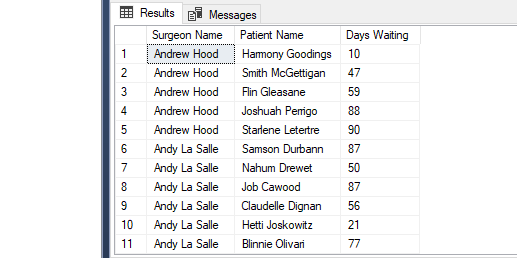 Results Messages
Surgeon Name Patient Name Days Waiting
1 Andrew Hood Harmony Goodings 10
2 Andrew Hood Smith McGettigan 47
3 Andrew Hood Flin Gleasane 59
4 Andrew Hood Joshuah Perrigo 88
5 Andrew Hood Starlene Letertre 90
6 Andy La Salle Samson Durbann 87
7 Andy La Salle Nahum Drewet 50
8 Andy La Salle Job Cawood 87
9 Andy La Salle Claudelle Dignan 56
10 Andy La Salle Hetti Joskowitz 21
11 Andy La Salle Blinnie Olivari 77